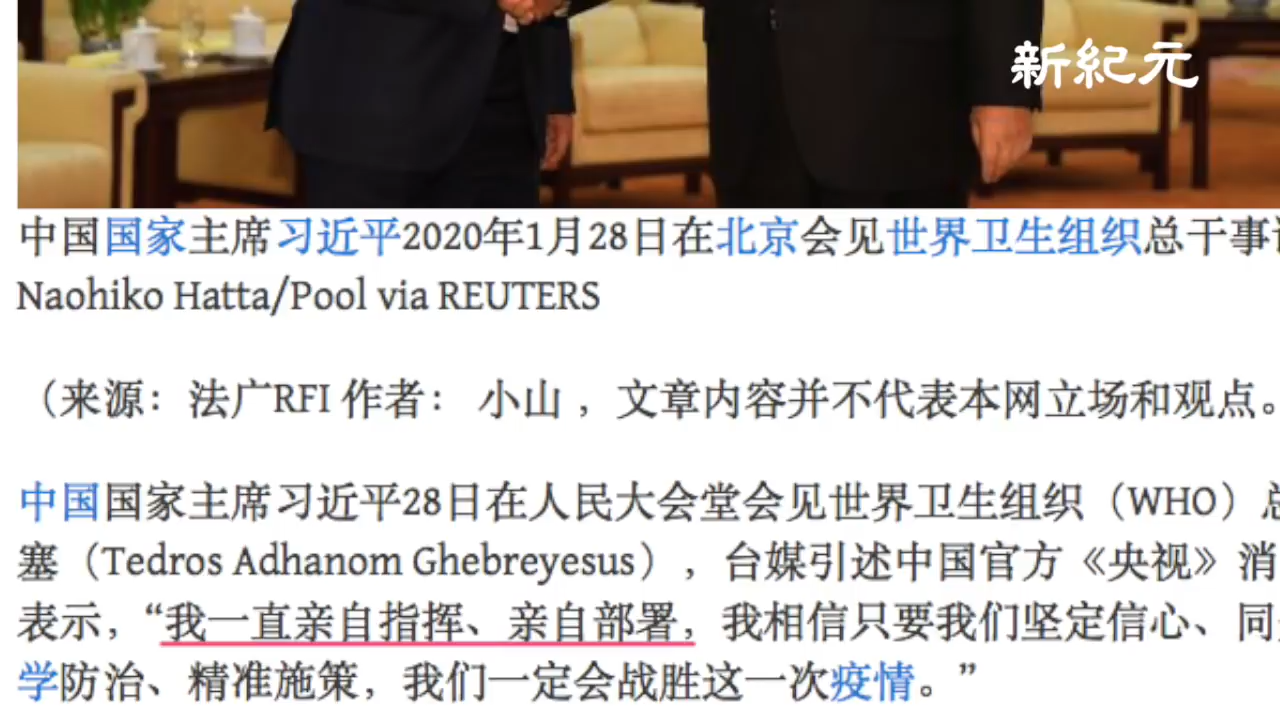 新紀元
中国国家主席习近平2020年1月28日在北京会见世界卫生组织总干事
Naohiko Hatta/Pool via REUTERS
（来源：法广RFI 作者： 小山 ，文章内容并不代表本网立场和观点。
中国国家主席习近平28日在人民大会堂会见世界卫生组织（WHO）总
塞（Tedros Adhanom Ghebreyesus），台媒引述中国官方《央视》消
表示，“我一直亲自指挥、亲自部署，我相信只要我们坚定信心、同
学防治、精准施策，我们一定会战胜这一次疫情。”